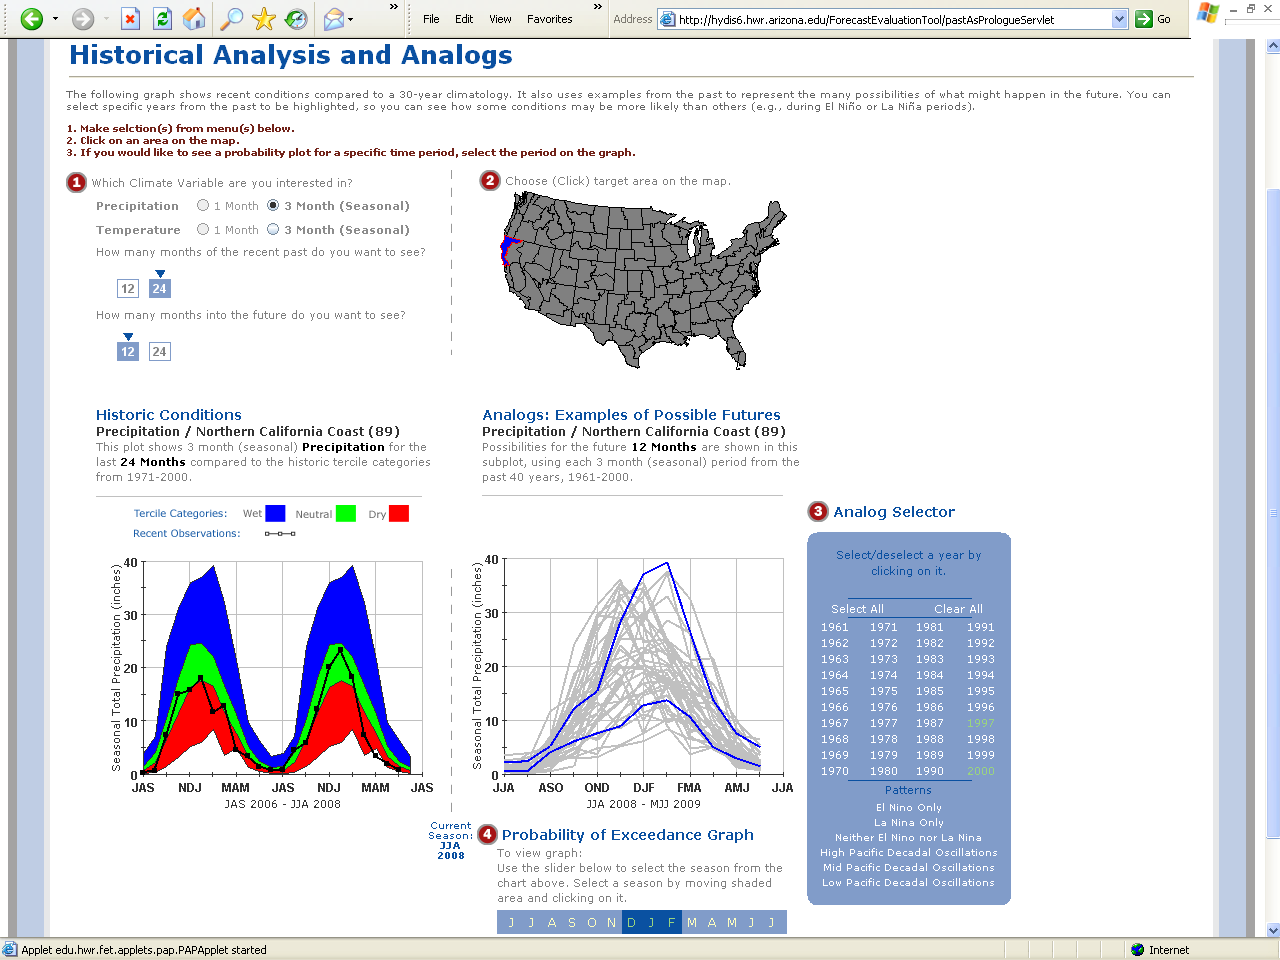 » File Edit View Favorites » Address http://hydis6.hwr.arizona.edu/ForecastEvaluationTool/pastAsPrologueServlet Go
Historical Analysis and Analogs
The following graph shows recent conditions compared to a 30-year climatology. It also uses examples from the past to represent the many possibilities of what might happen in the future. You can
select specific years from the past to be highlighted, so you can see how some conditions may be more likely than others (e.g., during El Niño or La Niña periods).
1. Make selction(s) from menu(s) below.
2. Click on an area on the map.
3. If you would like to see a probability plot for a specific time period, select the period on the graph.
1 Which Climate Variable are you interested in?
Precipitation 1 Month 3 Month (Seasonal)
Temperature 1 Month 3 Month (Seasonal)
How many months of the recent past do you want to see?
12 24
How many months into the future do you want to see?
12 24
2 Choose (Click) target area on the map.
Historic Conditions
Precipitation / Northern California Coast (89)
This plot shows 3 month (seasonal) Precipitation for the
last 24 Months compared to the historic tercile categories
from 1971-2000.
Tercile Categories: Wet Neutral Dry
Recent Observations:
Seasonal Total Precipitation (inches)
40
30
20
10
0
JAS NDJ MAM JAS NDJ MAM JAS
JAS 2006 - JJA 2008
Analogs: Examples of Possible Futures
Precipitation / Northern California Coast (89)
Possibilities for the future 12 Months are shown in this
subplot, using each 3 month (seasonal) period from the
past 40 years, 1961-2000.
Seasonal Total Precipitation (inches)
40
30
20
10
0
JJA ASO OND DJF FMA AMJ JJA
JJA 2008 - MJJ 2009
Current
Season:
JJA
2008
3 Analog Selector
Select/deselect a year by
clicking on it.
Select All Clear All
1961 1971 1981 1991
1962 1972 1982 1992
1963 1973 1983 1993
1964 1974 1984 1994
1965 1975 1985 1995
1966 1976 1986 1996
1967 1977 1987 1997
1968 1978 1988 1998
1969 1979 1989 1999
1970 1980 1990 2000
Patterns
El Nino Only
La Nina Only
Neither El Nino nor La Nina
High Pacific Decadal Oscillations
Mid Pacific Decadal Oscillations
Low Pacific Decadal Oscillations
4 Probability of Exceedance Graph
To view graph:
Use the slider below to select the season from the
chart above. Select a season by moving shaded
area and clicking on it.
J J A S O N D J F M A M J J
Applet edu.hwr.fet.applets.pap.PAPApplet started Internet